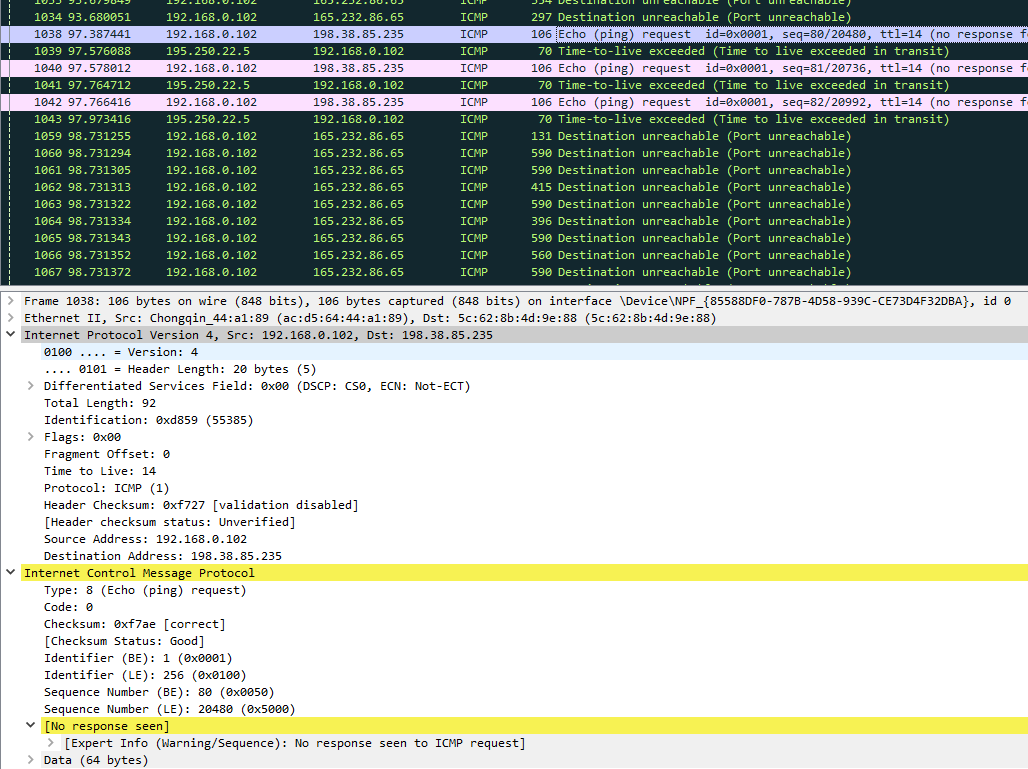 1033 93.679849 192.168.0.102 165.232.86.65 ICMP 554 Destination unreachable (Port unreachable)
1034 93.680051 192.168.0.102 165.232.86.65 ICMP 297 Destination unreachable (Port unreachable)
1038 97.387441 192.168.0.102 198.38.85.235 ICMP 106 Echo (ping) request id=0x0001, seq=80/20480, ttl=14 (no response f
1039 97.576088 195.250.22.5 192.168.0.102 ICMP 70 Time-to-live exceeded (Time to live exceeded in transit)
1040 97.578012 192.168.0.102 198.38.85.235 ICMP 106 Echo (ping) request id=0x0001, seq=81/20736, ttl=14 (no response f
1041 97.764712 195.250.22.5 192.168.0.102 ICMP 70 Time-to-live exceeded (Time to live exceeded in transit)
1042 97.766416 192.168.0.102 198.38.85.235 ICMP 106 Echo (ping) request id=0x0001, seq=82/20992, ttl=14 (no response f
1043 97.973416 195.250.22.5 192.168.0.102 ICMP 70 Time-to-live exceeded (Time to live exceeded in transit)
1059 98.731255 192.168.0.102 165.232.86.65 ICMP 131 Destination unreachable (Port unreachable)
1060 98.731294 192.168.0.102 165.232.86.65 ICMP 590 Destination unreachable (Port unreachable)
1061 98.731305 192.168.0.102 165.232.86.65 ICMP 590 Destination unreachable (Port unreachable)
1062 98.731313 192.168.0.102 165.232.86.65 ICMP 415 Destination unreachable (Port unreachable)
1063 98.731322 192.168.0.102 165.232.86.65 ICMP 590 Destination unreachable (Port unreachable)
1064 98.731334 192.168.0.102 165.232.86.65 ICMP 396 Destination unreachable (Port unreachable)
1065 98.731343 192.168.0.102 165.232.86.65 ICMP 590 Destination unreachable (Port unreachable)
1066 98.731352 192.168.0.102 165.232.86.65 ICMP 560 Destination unreachable (Port unreachable)
1067 98.731372 192.168.0.102 165.232.86.65 ICMP 590 Destination unreachable (Port unreachable)
Frame 1038: 106 bytes on wire (848 bits), 106 bytes captured (848 bits) on interface \Device\NPF_{85588DF0-787B-4D58-939C-CE73D4F32DBA}, id 0
Ethernet II, Src: Chongqin_44:a1:89 (ac:d5:64:44:a1:89), Dst: 5c:62:8b:4d:9e:88 (5c:62:8b:4d:9e:88)
Internet Protocol Version 4, Src: 192.168.0.102, Dst: 198.38.85.235
0100 .... = Version: 4
.... 0101 = Header Length: 20 bytes (5)
Differentiated Services Field: 0x00 (DSCP: CS0, ECN: Not-ECT)
Total Length: 92
Identification: 0xd859 (55385)
Flags: 0x00
Fragment Offset: 0
Time to Live: 14
Protocol: ICMP (1)
Header Checksum: 0xf727 [validation disabled]
[Header checksum status: Unverified]
Source Address: 192.168.0.102
Destination Address: 198.38.85.235
Internet Control Message Protocol
Type: 8 (Echo (ping) request)
Code: 0
Checksum: 0xf7ae [correct]
[Checksum Status: Good]
Identifier (BE): 1 (0x0001)
Identifier (LE): 256 (0x0100)
Sequence Number (BE): 80 (0x0050)
Sequence Number (LE): 20480 (0x5000)
[No response seen]
[Expert Info (Warning/Sequence): No response seen to ICMP request]
Data (64 bytes)